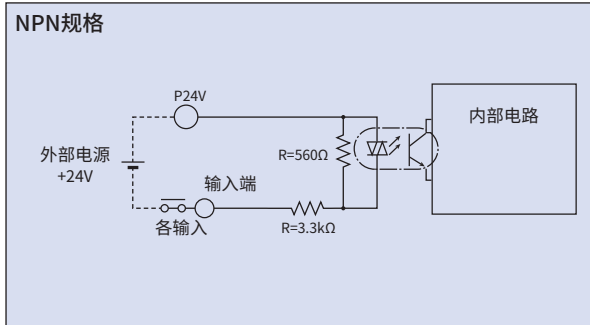 NPN规格
P24V
内部电路
外部电源
+24V
R=560Ω
输入端
各输入
R=3.3kΩ